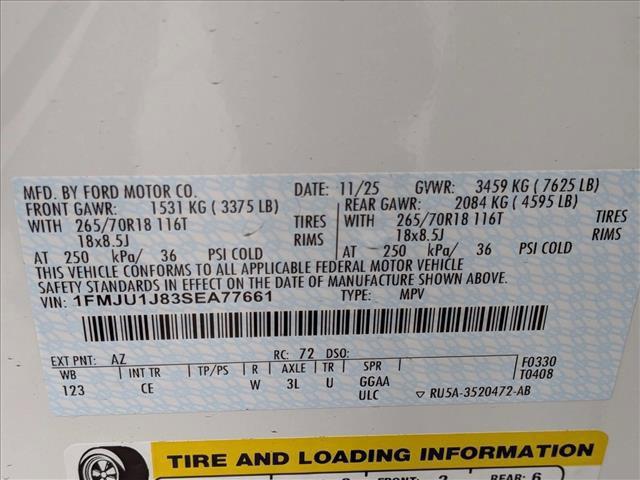 MFD. BY FORD MOTOR CO. DATE: 11/25 GVWR: 3459 KG ( 7625 LB)
FRONT GAWR: 1531 KG ( 3375 LB) REAR GAWR: 2084 KG ( 4595 LB)
WITH 265/70R18 116T TIRES WITH 265/70R18 116T TIRES
18x8.5J RIMS 18x8.5J RIMS
AT 250 kPa/ 36 PSI COLD AT 250 kPa/ 36 PSI COLD
THIS VEHICLE CONFORMS TO ALL APPLICABLE FEDERAL MOTOR VEHICLE
SAFETY STANDARDS IN EFFECT ON THE DATE OF MANUFACTURE SHOWN ABOVE.
VIN: 1FMJU1J83SEA77661 TYPE: MPV
EXT PNT: AZ RC: 72 DSO: F0330
WB INT TR TP/PS R AXLE TR SPR T0408
123 CE W 3L U GGAA
ULC ▽ RU5A-3520472-AB
TIRE AND LOADING INFORMATION
FRONT: 2 REAR: 6